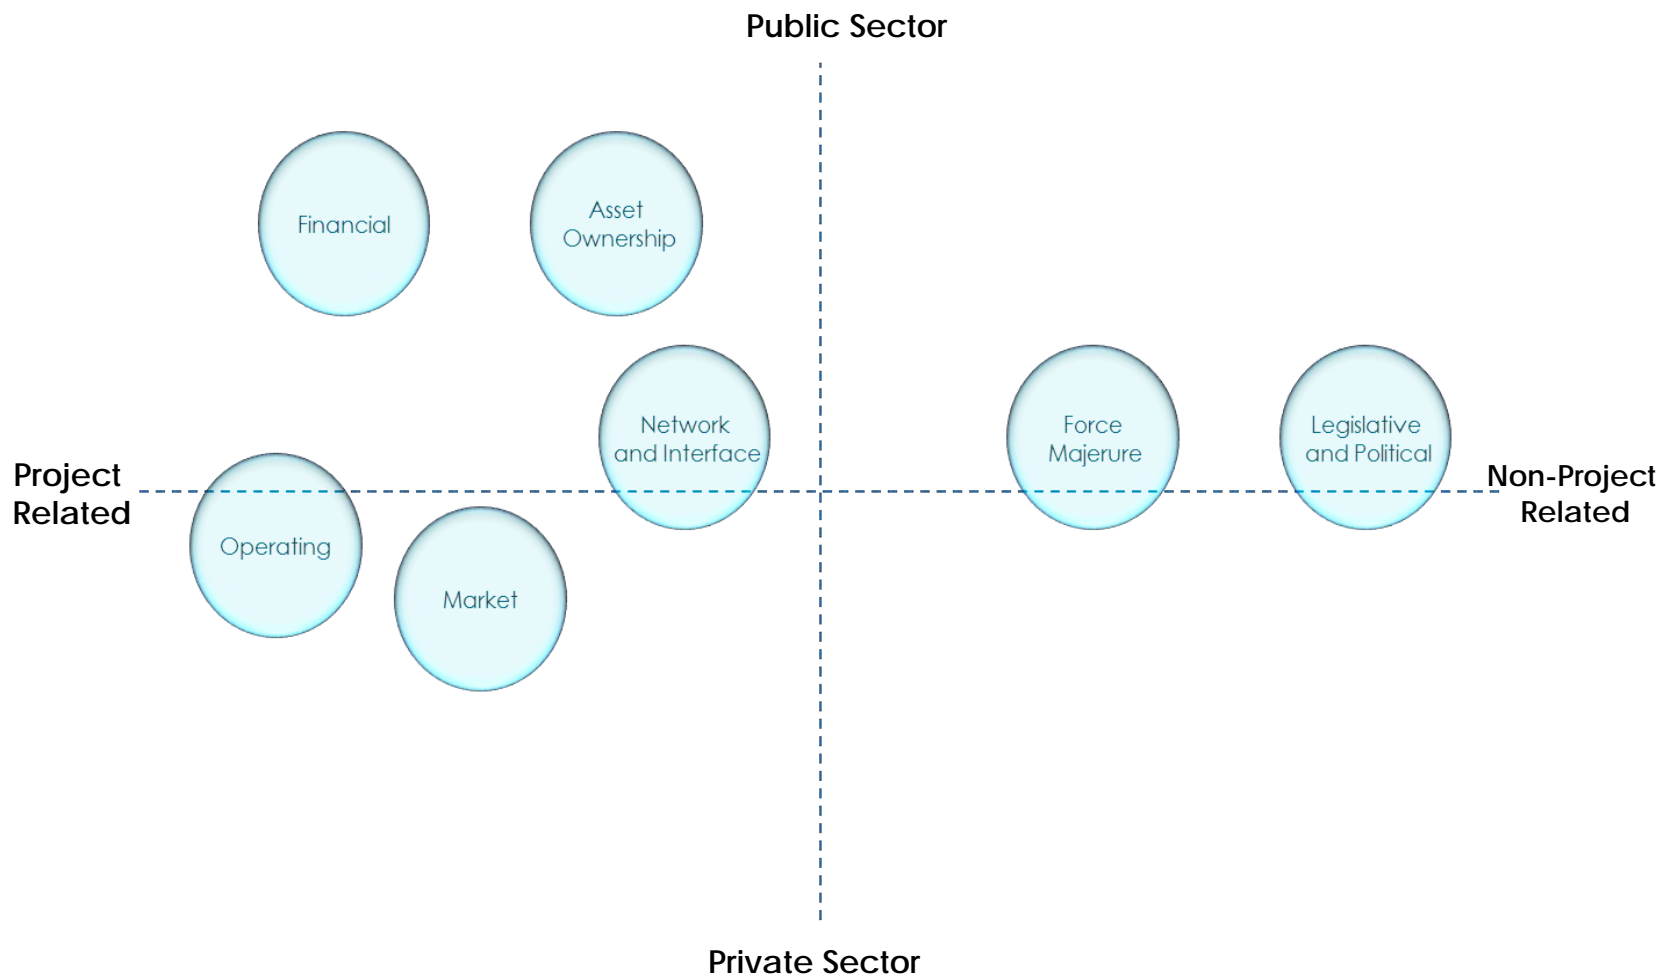 Public Sector
Financial
Asset
Ownership
Network
and Interface
Force
Majerure
Legislative
and Political
Project
Related
Non-Project
Related
Operating
Market
Private Sector